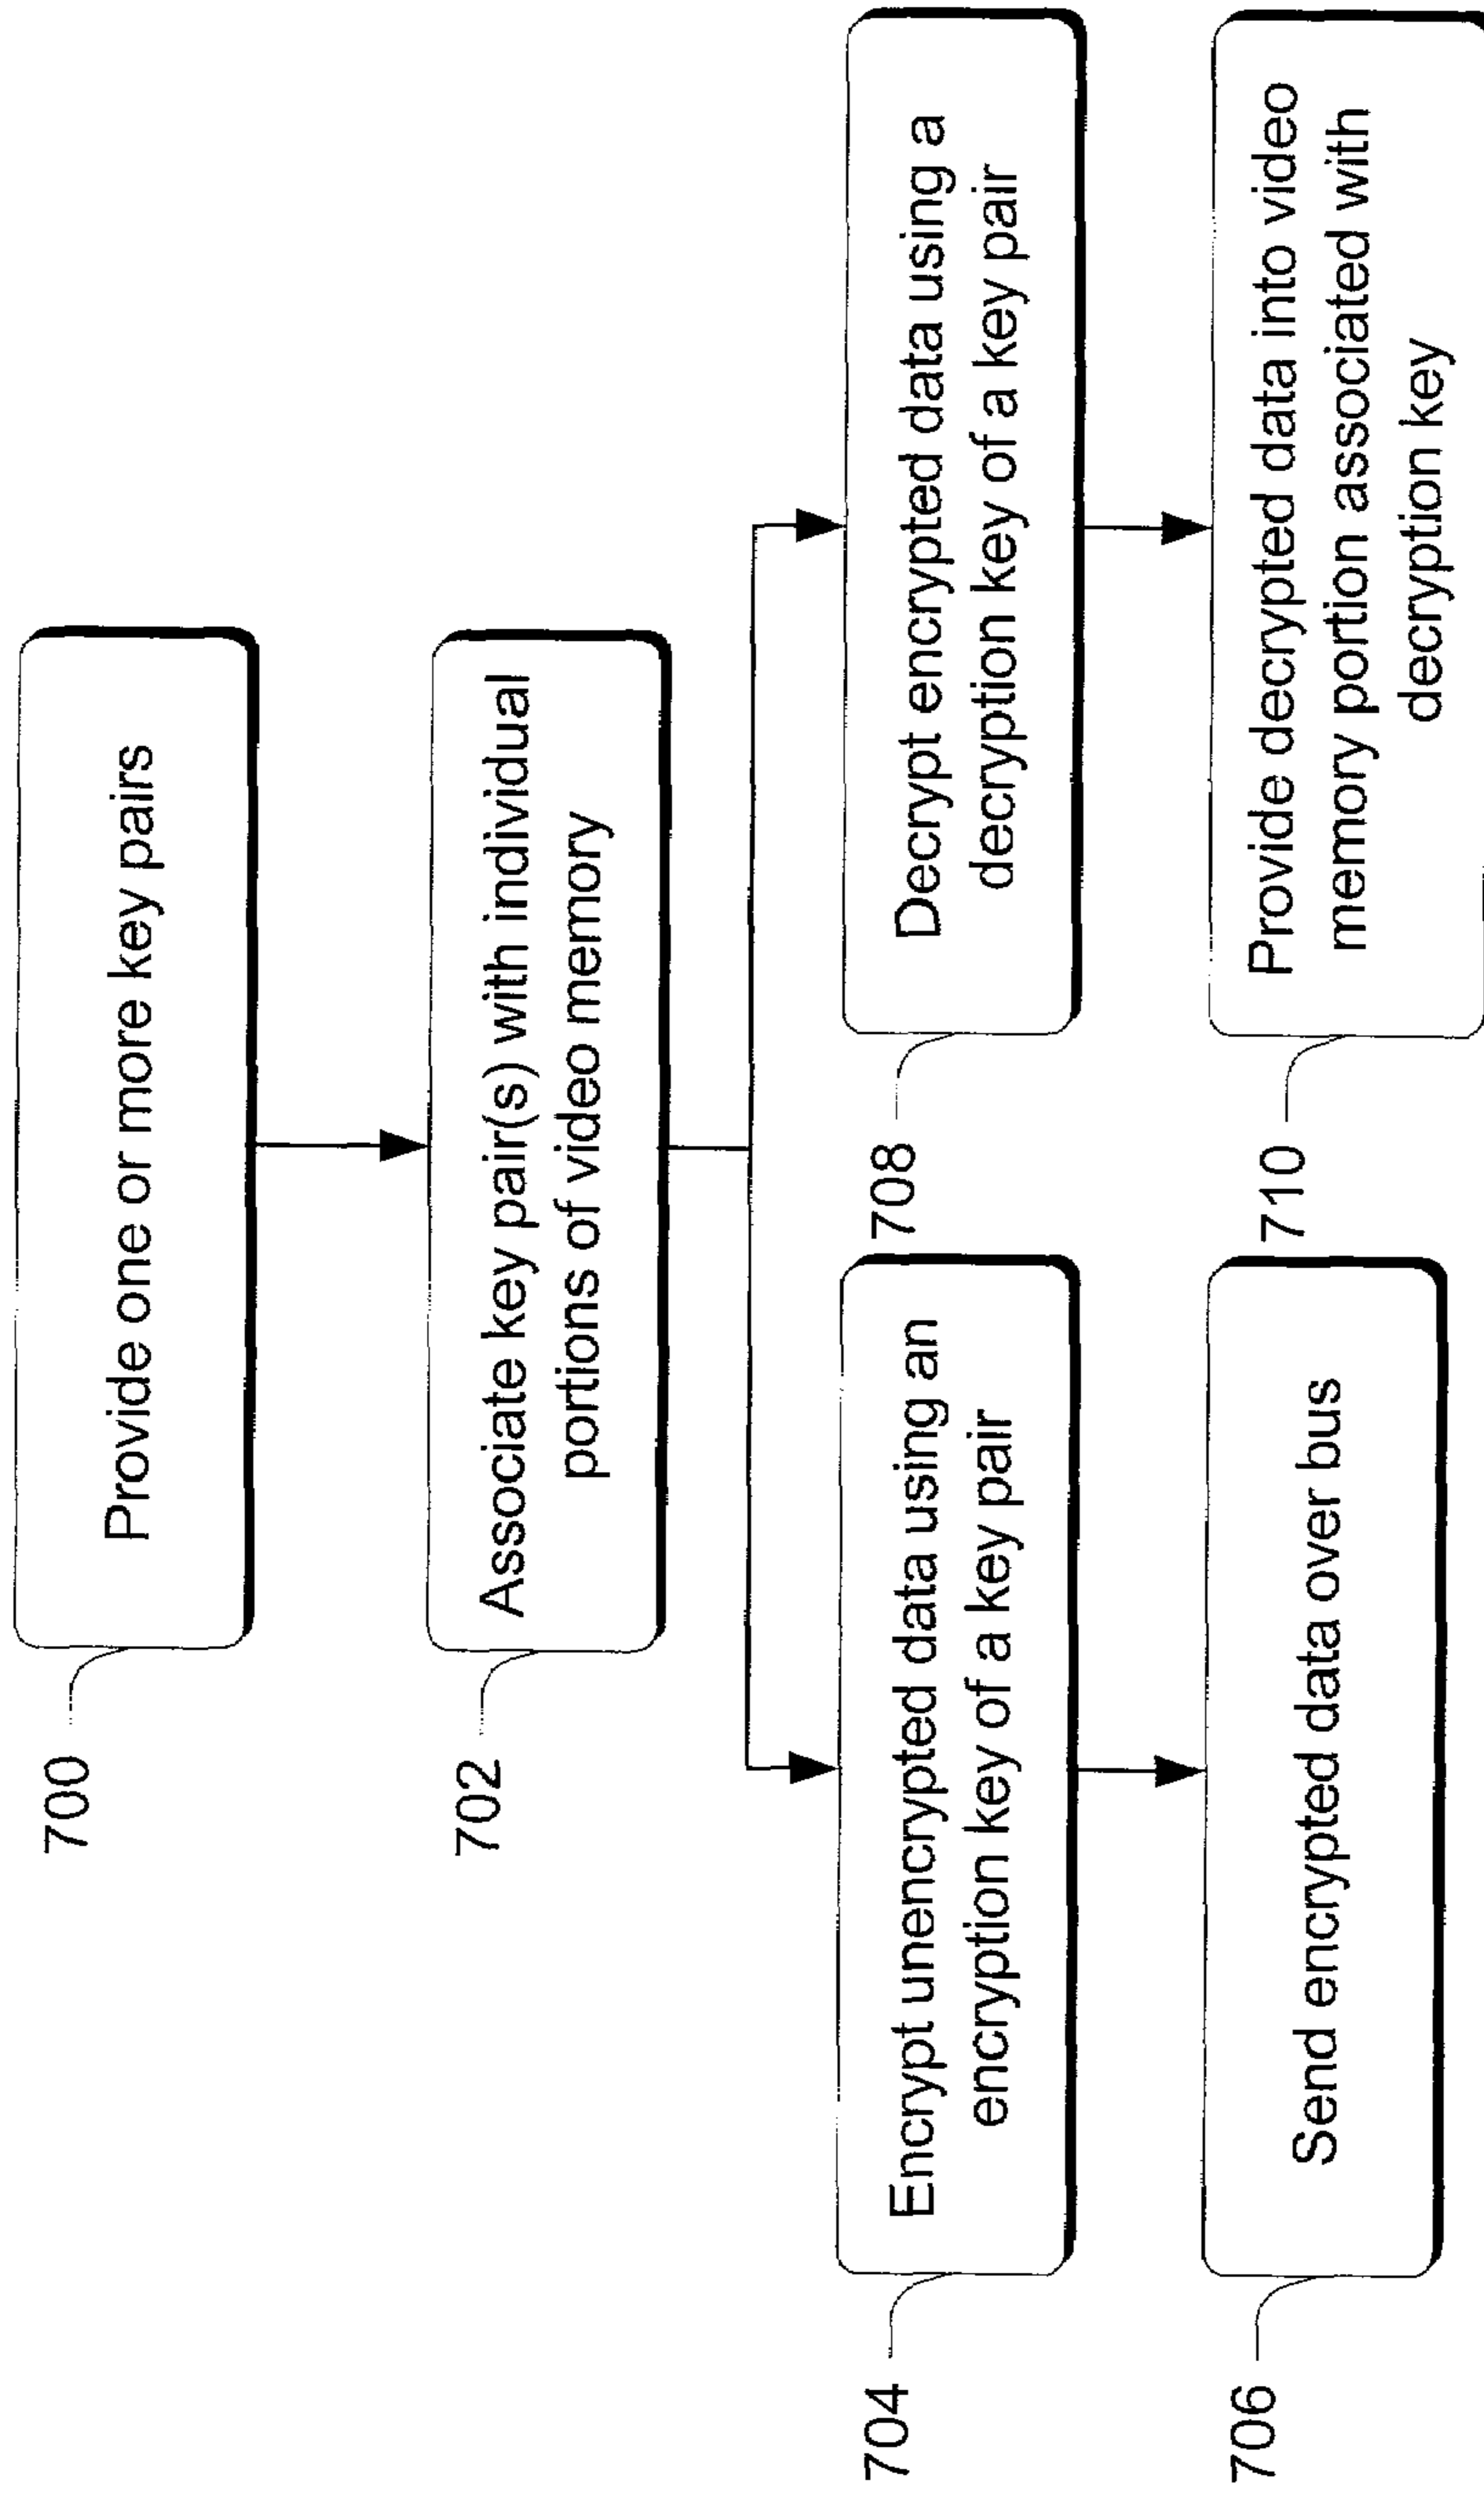 700
Provide one or more key pairs
702
Associate key pair(s) with individual
portions of video memory
704
Encrypt unencrypted data using an
encryption key of a key pair
706
Send encrypted data over bus
708
Decrypt encrypted data using a
decryption key of a key pair
710
Provide decrypted data into video
memory portion associated with
decryption key